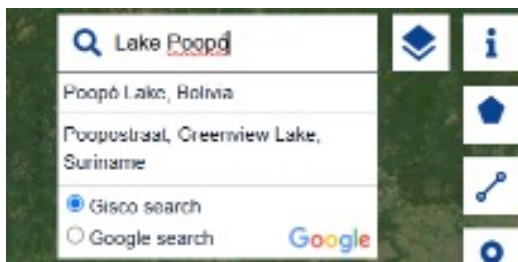 Lake Poopó
Poopó Lake, Bolivia
Poopostraat, Greenview Lake,
Suriname
Gisco search
Google search
Google